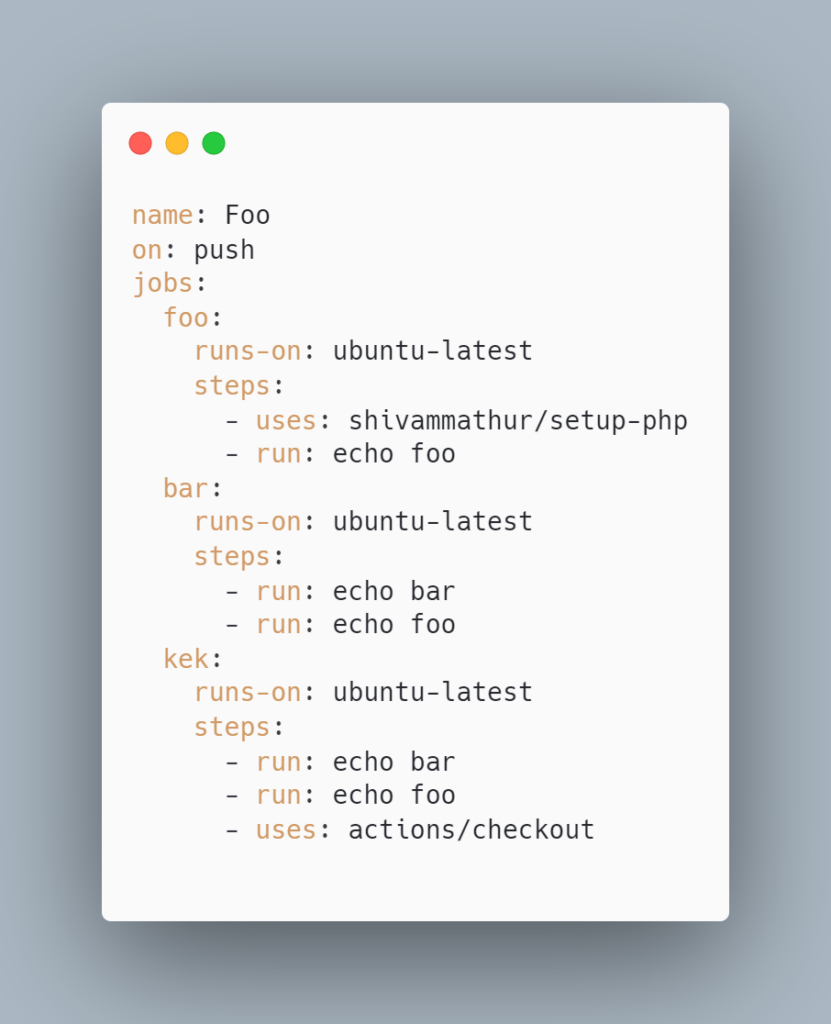 name: Foo
on: push
jobs:
  foo:
    runs-on: ubuntu-latest
    steps:
      - uses: shivammathur/setup-php
      - run: echo foo
  bar:
    runs-on: ubuntu-latest
    steps:
      - run: echo bar
      - run: echo foo
  kek:
    runs-on: ubuntu-latest
    steps:
      - run: echo bar
      - run: echo foo
      - uses: actions/checkout